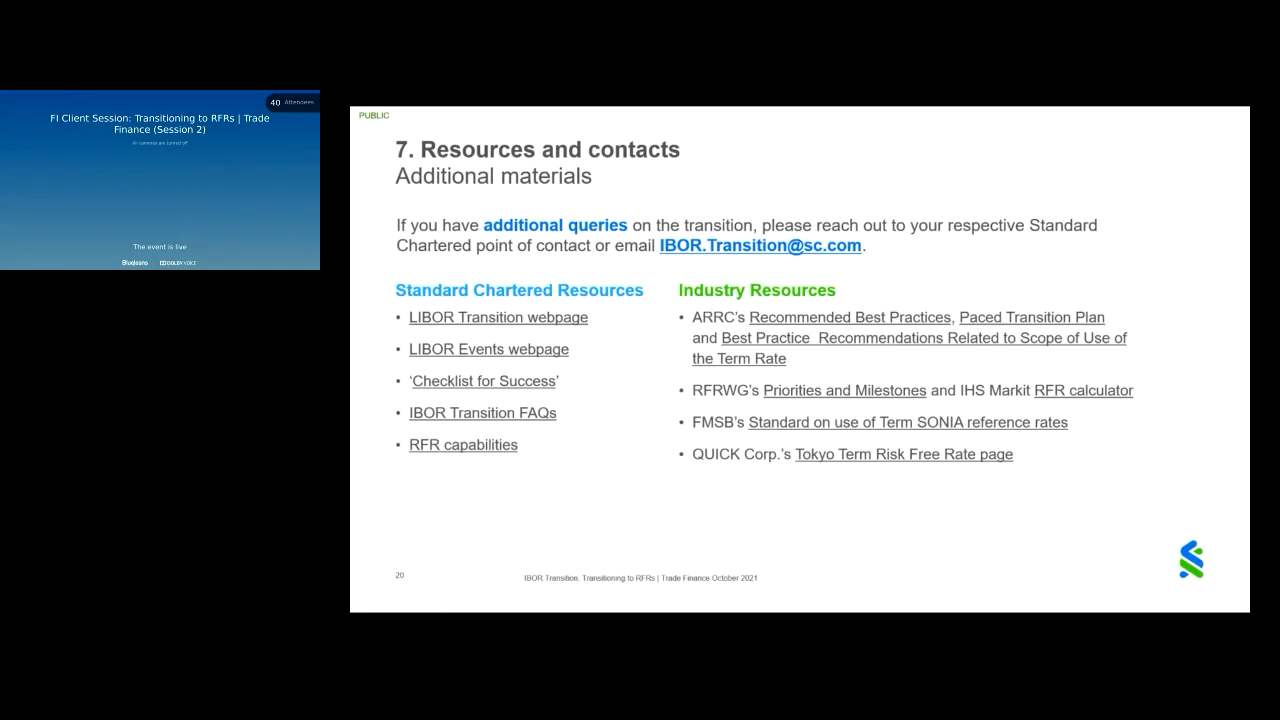 40 Attendees
FI Client Session: Transitioning to RFRs | Trade
Finance (Session 2)
All cameras are turned off
The event is live
BlueJeans | DOLBY VOICE
PUBLIC
7. Resources and contacts
Additional materials
If you have additional queries on the transition, please reach out to your respective Standard
Chartered point of contact or email IBOR.Transition@sc.com.
Standard Chartered Resources
• LIBOR Transition webpage
• LIBOR Events webpage
• ‘Checklist for Success’
• IBOR Transition FAQs
• RFR capabilities
Industry Resources
• ARRC’s Recommended Best Practices, Paced Transition Plan
and Best Practice  Recommendations Related to Scope of Use of
the Term Rate
• RFRWG’s Priorities and Milestones and IHS Markit RFR calculator
• FMSB’s Standard on use of Term SONIA reference rates
• QUICK Corp.’s Tokyo Term Risk Free Rate page
20
IBOR Transition. Transitioning to RFRs | Trade Finance October 2021